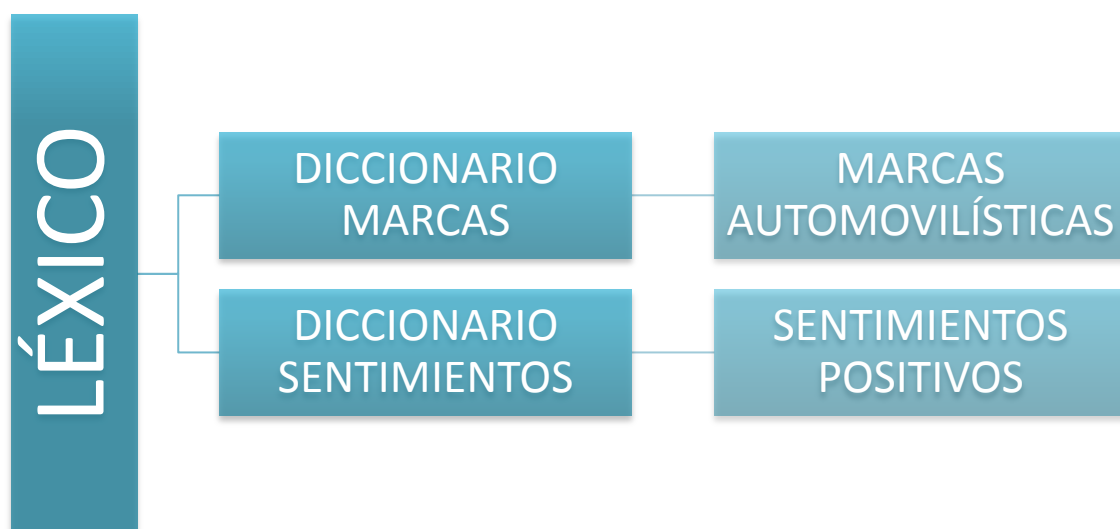 LÉXICO
DICCIONARIO
MARCAS
MARCAS
AUTOMOVILÍSTICAS
DICCIONARIO
SENTIMIENTOS
SENTIMIENTOS
POSITIVOS